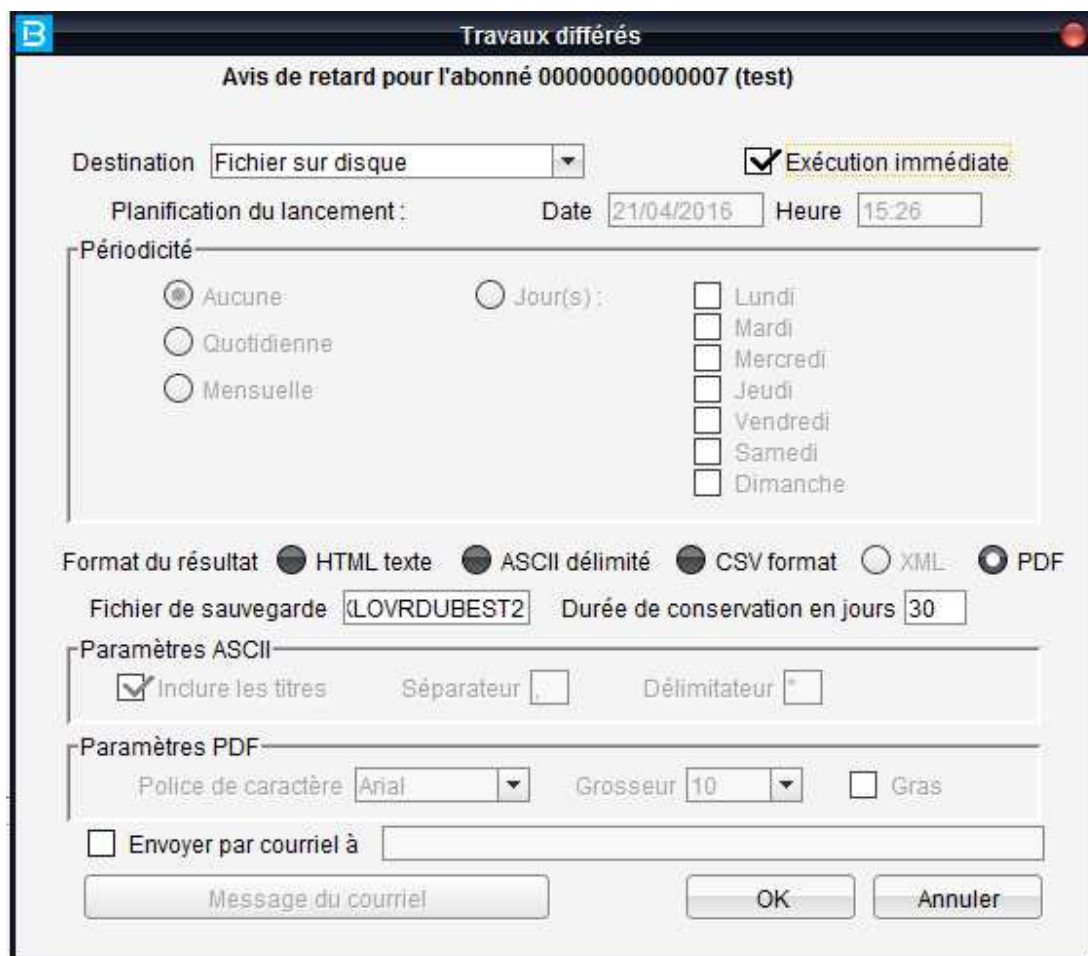 B
Travaux différés
Avis de retard pour l'abonné 00000000000007 (test)
Destination Fichier sur disque Exécution immédiate
Planification du lancement : Date 21/04/2016 Heure 15:26
Périodicité
Aucune Jour(s) : Lundi
Mardi
Quotidienne
Mercredi
Mensuelle Jeudi
Vendredi
Samedi
Dimanche
Format du résultat HTML texte ASCII délimité CSV format XML PDF
Fichier de sauvegarde LOVRDUBEST2 Durée de conservation en jours 30
Paramètres ASCII
Inclure les titres Séparateur , Délimitateur "
Paramètres PDF
Police de caractère Arial Grosseur 10 Gras
Envoyer par courriel à
Message du courriel OK Annuler